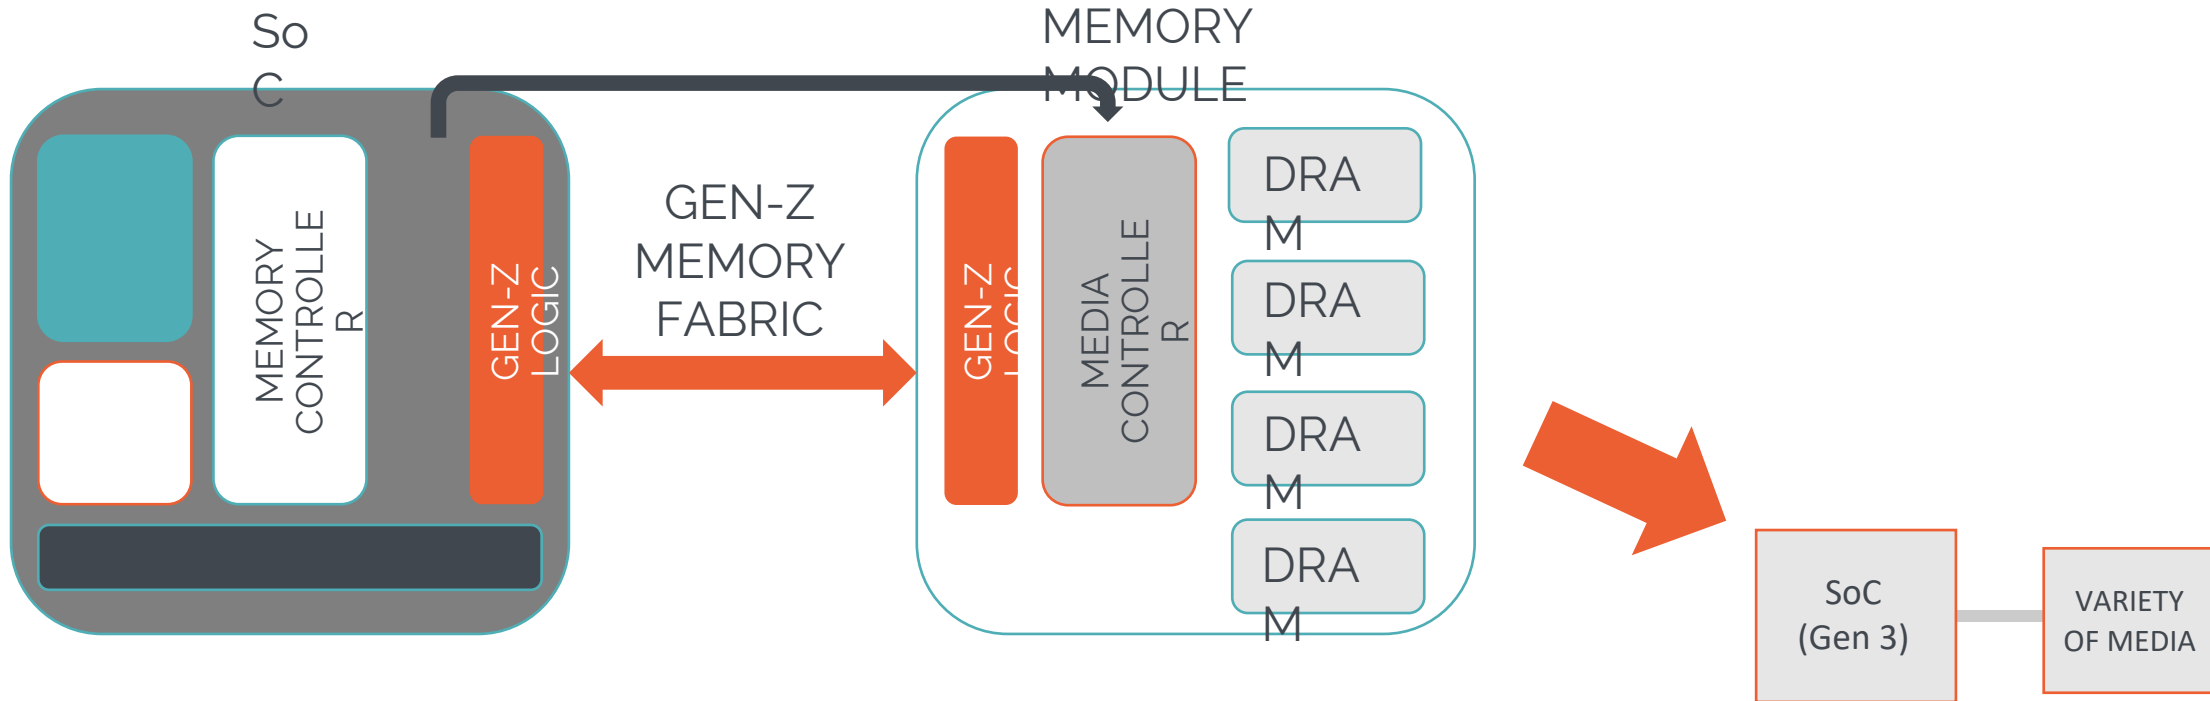 So
C
MEMORY
MODULE
MEMORY
CONTROLLE
R
GEN-Z
LOGIC
GEN-Z
MEMORY
FABRIC
GEN-Z
LOGIC
MEDIA
CONTROLLE
R
DRA
M
DRA
M
DRA
M
DRA
M
SoC
(Gen 3)
VARIETY
OF MEDIA